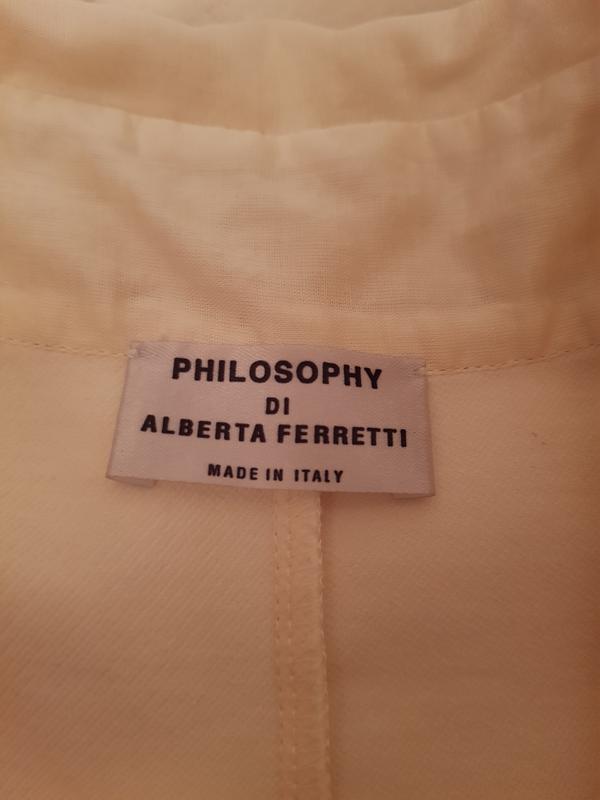 PHILOSOPHY
DI
ALBERTA FERRETTI
MADE IN ITALY